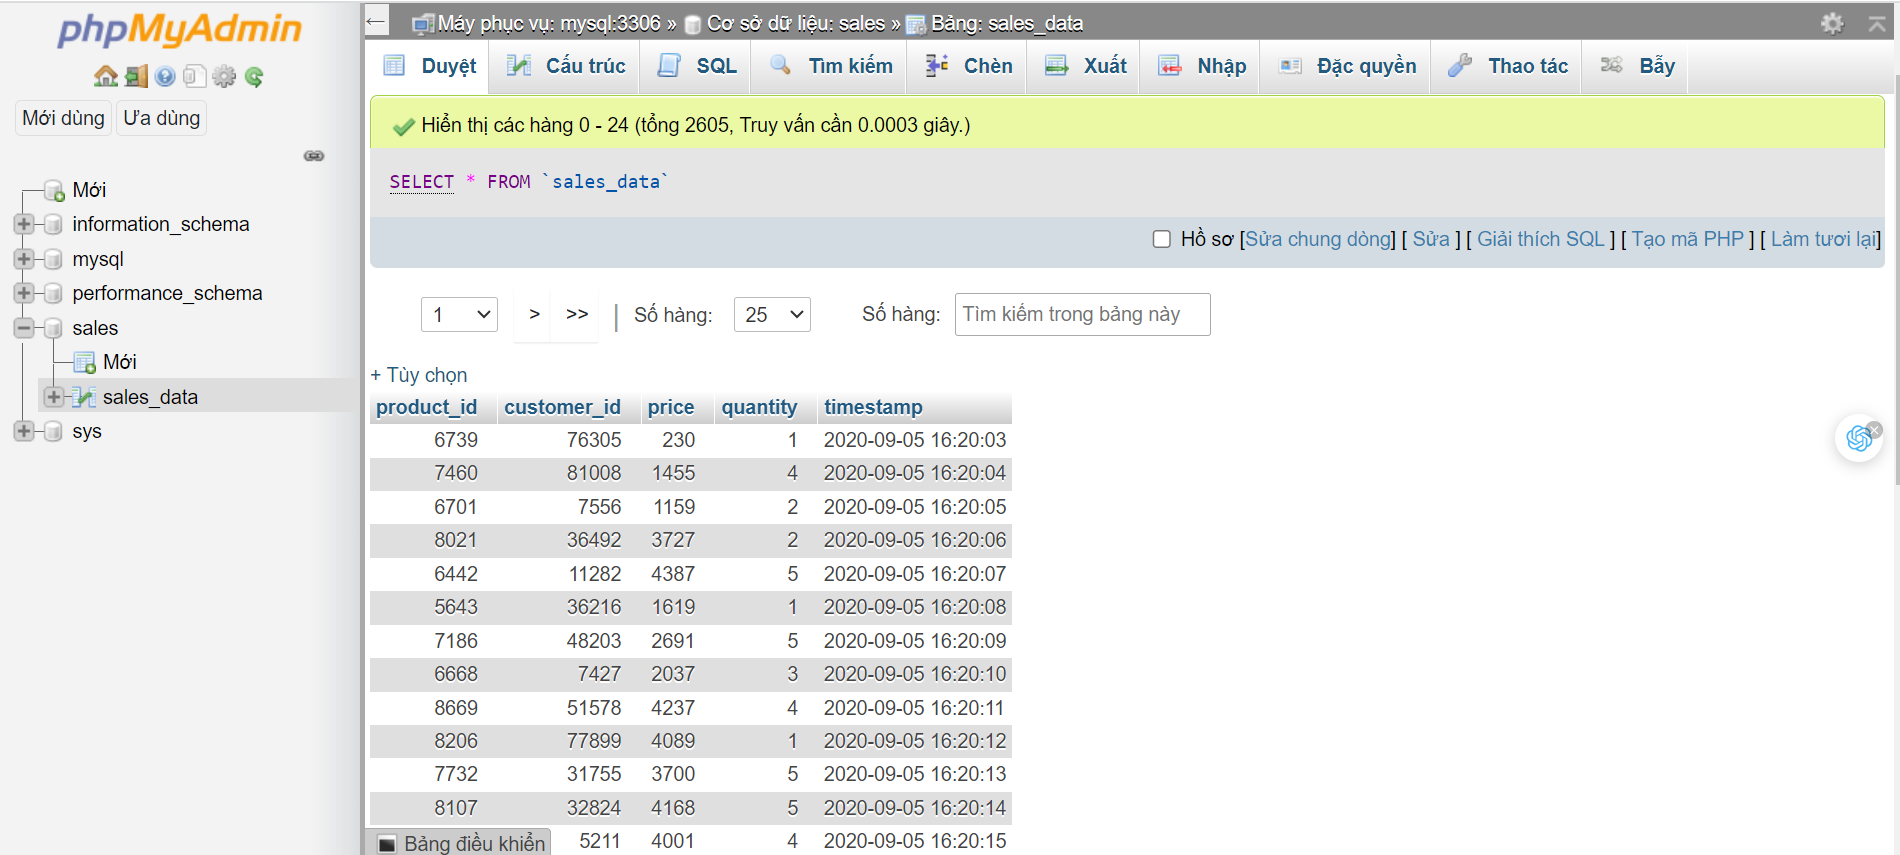 phpMyAdmin
Mới dùng Ưa dùng
Mới
information_schema
mysql
performance_schema
sales
Mới
sales_data
sys
Máy phục vụ: mysql:3306 » Cơ sở dữ liệu: sales » Bảng: sales_data
Duyệt Cấu trúc SQL Tìm kiếm Chèn Xuất Nhập Đặc quyền Thao tác Bẫy
Hiển thị các hàng 0 - 24 (tổng 2605, Truy vấn cần 0.0003 giây.)
SELECT * FROM `sales_data`
Hồ sơ [Sửa chung dòng] [ Sửa ] [ Giải thích SQL ] [ Tạo mã PHP ] [ Làm tươi lại]
1 > >> | Số hàng: 25 Số hàng: Tìm kiếm trong bảng này
+ Tùy chọn
product_id customer_id price quantity timestamp
6739 76305 230 1 2020-09-05 16:20:03
7460 81008 1455 4 2020-09-05 16:20:04
6701 7556 1159 2 2020-09-05 16:20:05
8021 36492 3727 2 2020-09-05 16:20:06
6442 11282 4387 5 2020-09-05 16:20:07
5643 36216 1619 1 2020-09-05 16:20:08
7186 48203 2691 5 2020-09-05 16:20:09
6668 7427 2037 3 2020-09-05 16:20:10
8669 51578 4237 4 2020-09-05 16:20:11
8206 77899 4089 1 2020-09-05 16:20:12
7732 31755 3700 5 2020-09-05 16:20:13
8107 32824 4168 5 2020-09-05 16:20:14
5211 4001 4 2020-09-05 16:20:15
Bảng điều khiển